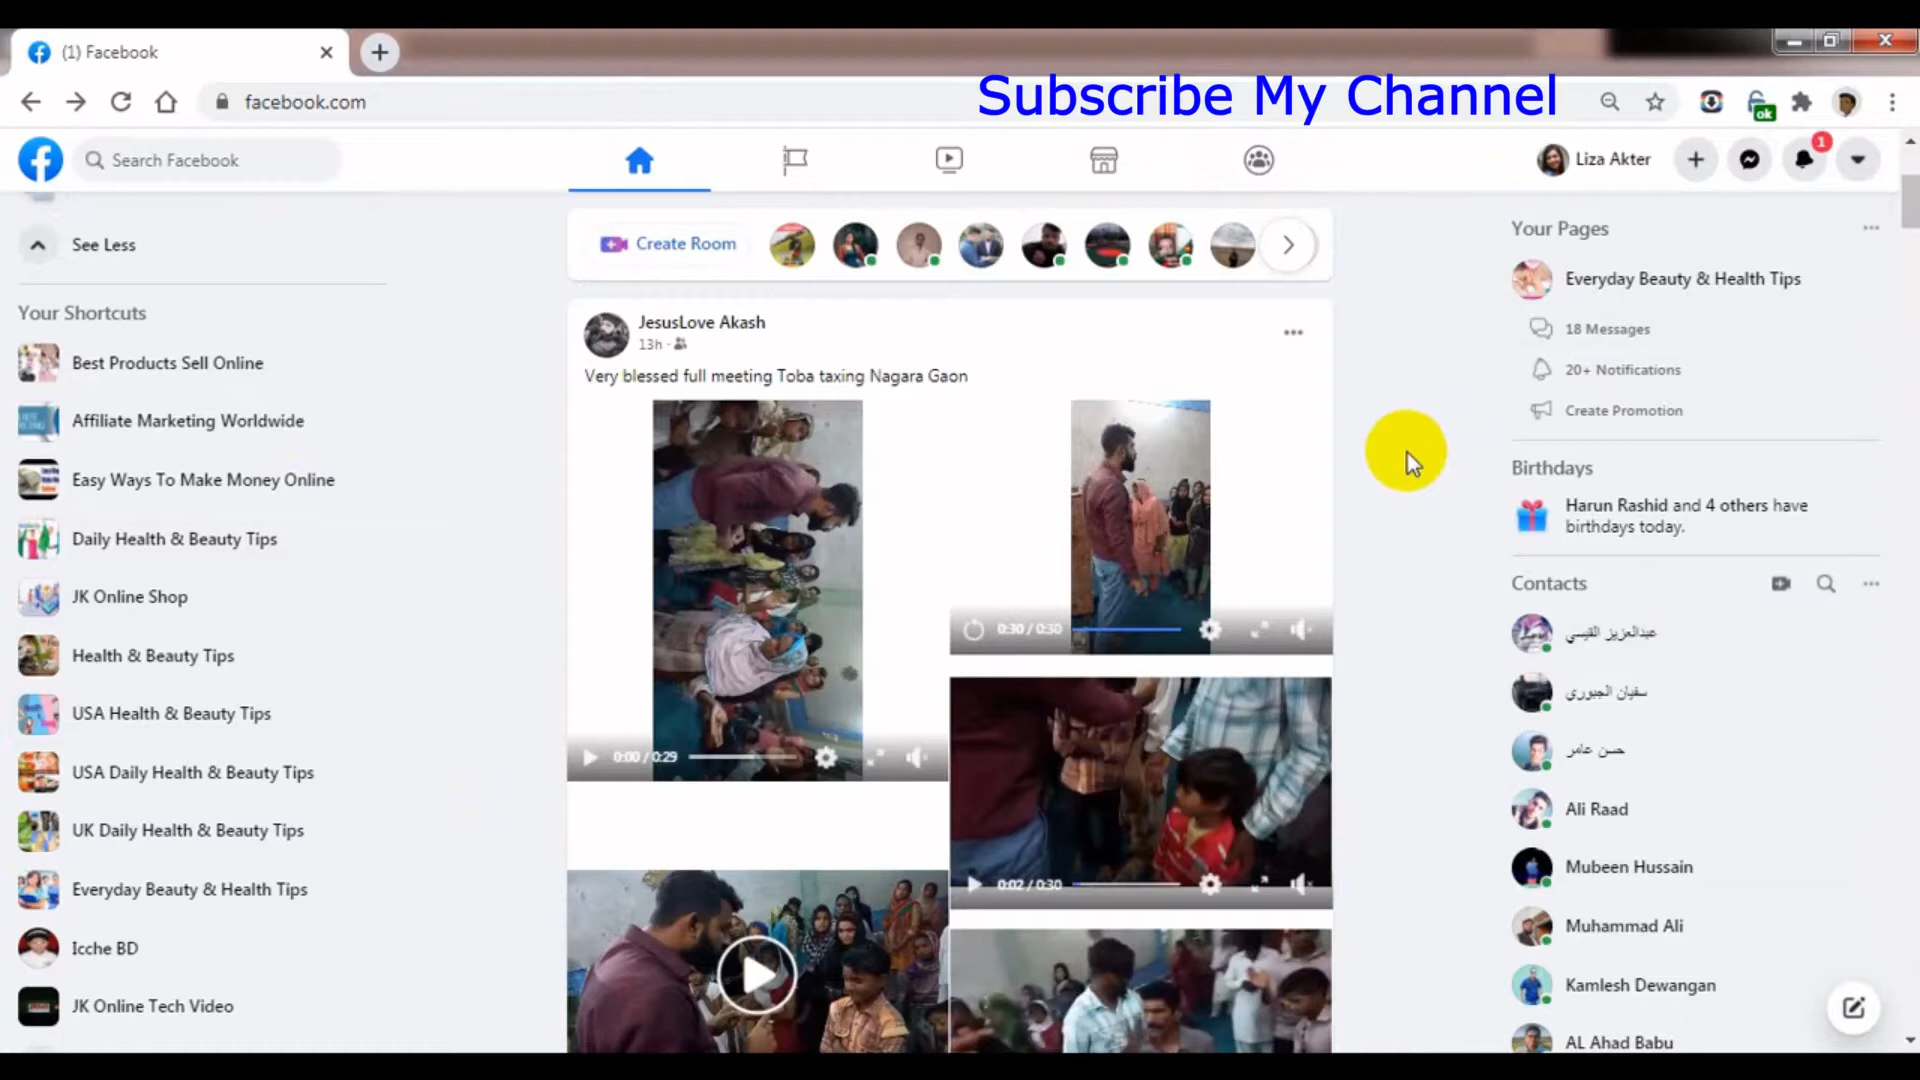 (1) Facebook
facebook.com
Subscribe My Channel
ok
Search Facebook
Liza Akter
1
See Less
Your Shortcuts
Best Products Sell Online
Affiliate Marketing Worldwide
Easy Ways To Make Money Online
Daily Health & Beauty Tips
JK Online Shop
Health & Beauty Tips
USA Health & Beauty Tips
USA Daily Health & Beauty Tips
UK Daily Health & Beauty Tips
Everyday Beauty & Health Tips
Icche BD
JK Online Tech Video
Create Room
JesusLove Akash
13h ·
Very blessed full meeting Toba taxing Nagara Gaon
0:30 / 0:30
0:00 / 0:29
0:02 / 0:30
Your Pages
Everyday Beauty & Health Tips
18 Messages
20+ Notifications
Create Promotion
Birthdays
Harun Rashid and 4 others have
birthdays today.
Contacts
عبدالعزيز القيسي
سفيان الجبوري
حسن عامر
Ali Raad
Mubeen Hussain
Muhammad Ali
Kamlesh Dewangan
AL Ahad Babu